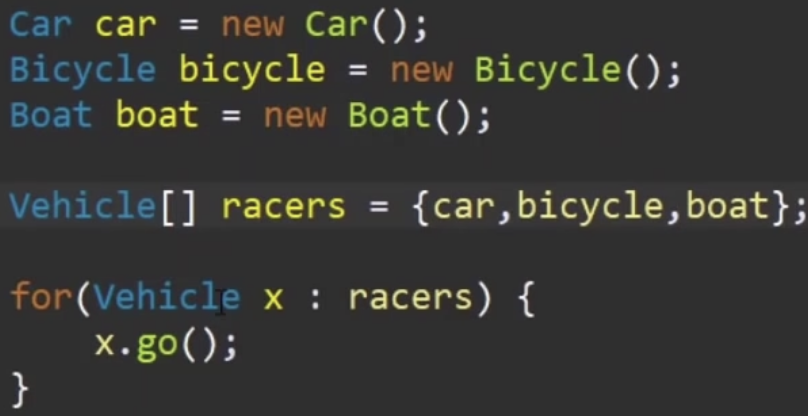 Car car = new Car();
Bicycle bicycle = new Bicycle();
Boat boat = new Boat();
Vehicle[] racers = {car,bicycle,boat};
for(Vehicle x : racers) {
x.go();
}